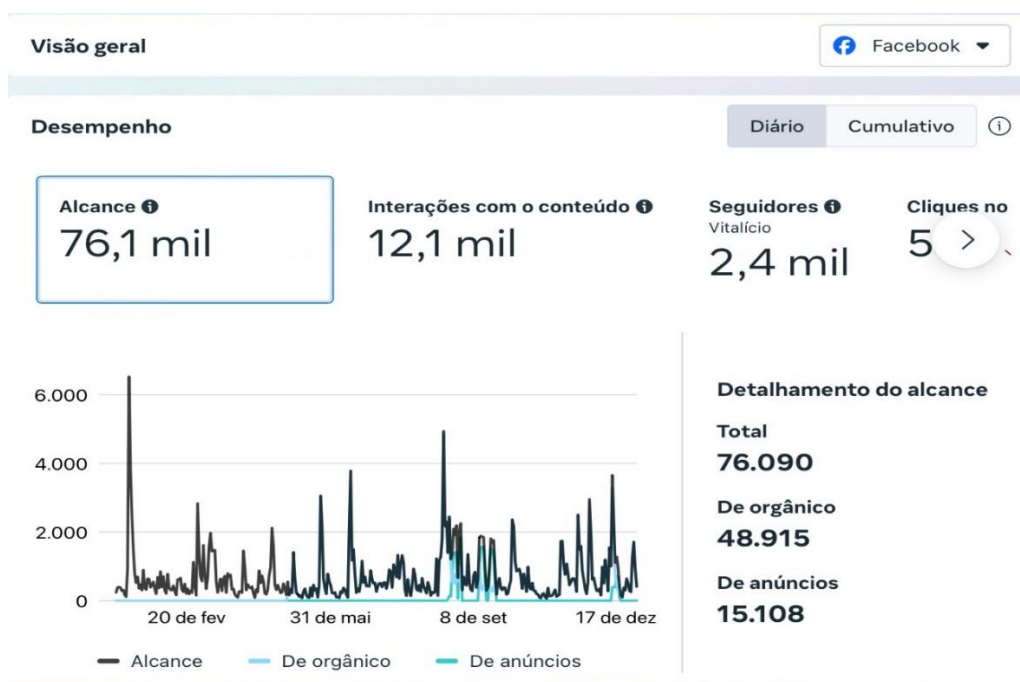 Visão geral
Facebook
Desempenho
Diário Cumulativo
Alcance
76,1 mil
Interações com o conteúdo
12,1 mil
Seguidores
Vitalício
2,4 mil
Cliques no
5
Detalhamento do alcance
Total
76.090
De orgânico
48.915
De anúncios
15.108
6.000
4.000
2.000
0
20 de fev 31 de mai 8 de set 17 de dez
Alcance De orgânico De anúncios